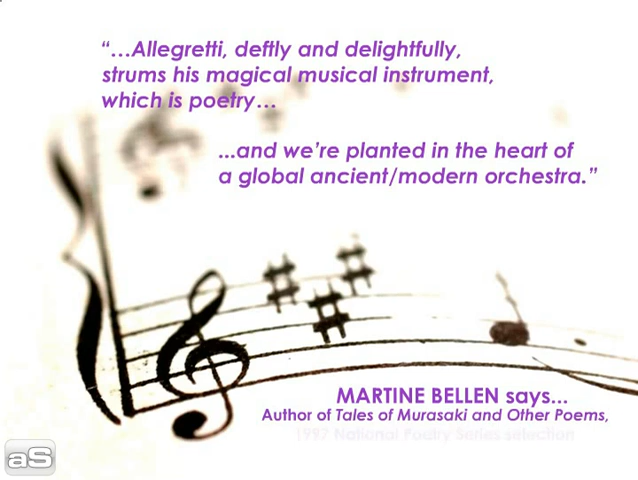 “…Allegretti, deftly and delightfully,
strums his magical musical instrument,
which is poetry…
...and we’re planted in the heart of
a global ancient/modern orchestra.”
MARTINE BELLEN says...
Author of Tales of Murasaki and Other Poems,
1997 National Poetry Series selection
aS